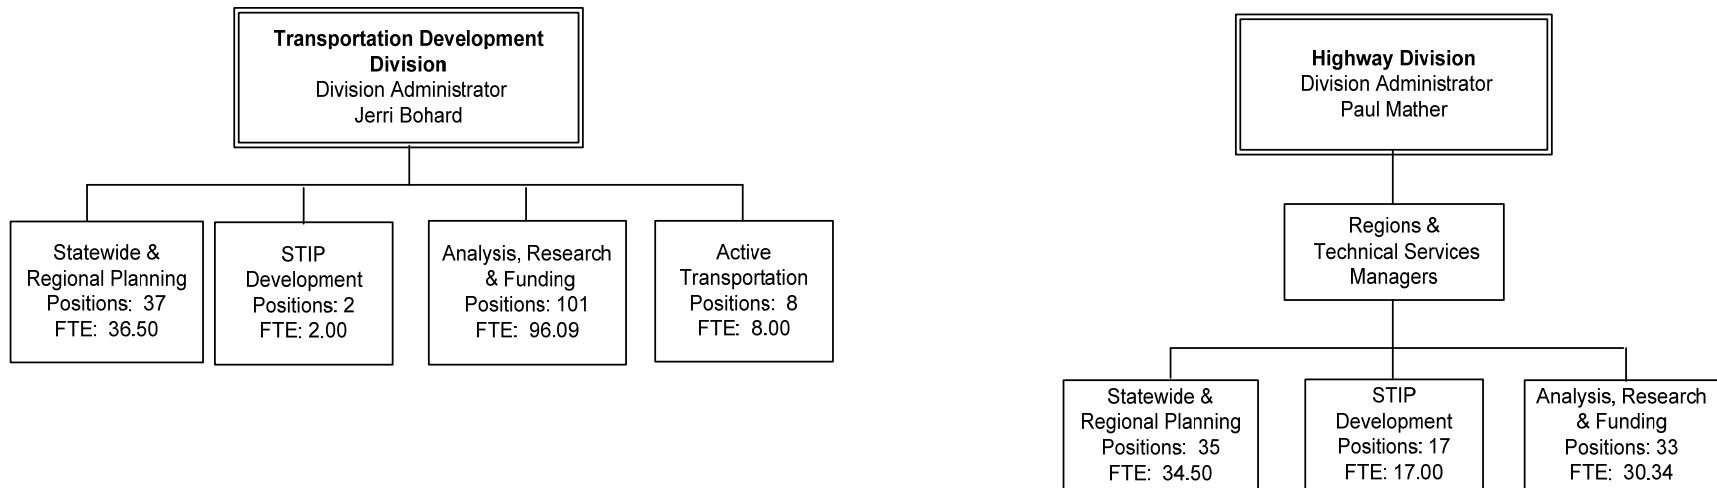 Transportation Development
Division
Division Administrator
Jerri Bohard
Statewide &
Regional Planning
Positions: 37
FTE: 36.50
STIP
Development
Positions: 2
FTE: 2.00
Analysis, Research
& Funding
Positions: 101
FTE: 96.09
Active
Transportation
Positions: 8
FTE: 8.00
Highway Division
Division Administrator
Paul Mather
Regions &
Technical Services
Managers
Statewide &
Regional Planning
Positions: 35
FTE: 34.50
STIP
Development
Positions: 17
FTE: 17.00
Analysis, Research
& Funding
Positions: 33
FTE: 30.34